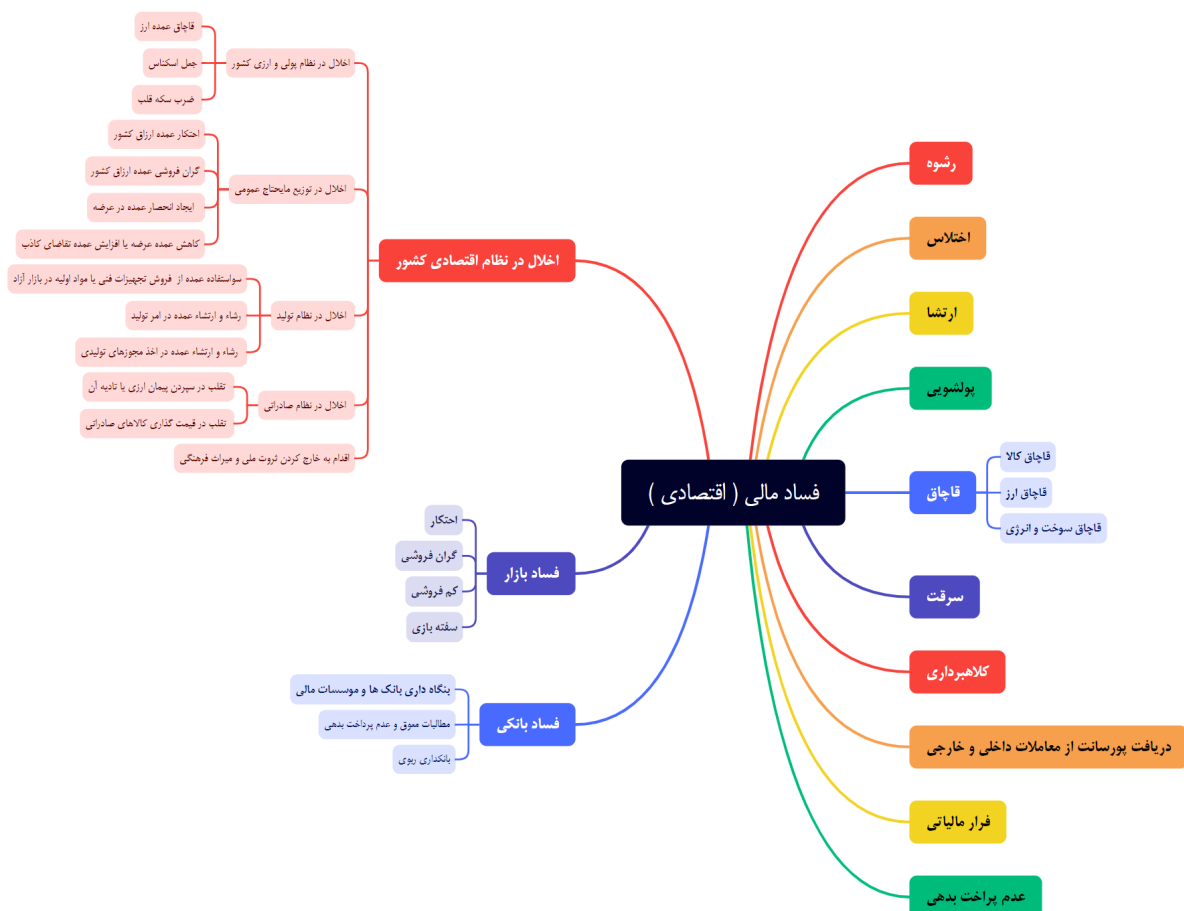 فساد مالی ( اقتصادی )
رشوه
اختلاس
ارتشا
پولشویی
قاچاق
قاچاق کالا
قاچاق ارز
قاچاق سوخت و انرژی
سرقت
کلاهبرداری
دریافت پورسانت از معاملات داخلی و خارجی
فرار مالیاتی
عدم پراخت بدهی
اخلال در نظام اقتصادی کشور
اخلال در نظام پولی و ارزی کشور
قاچاق عمده ارز
جعل اسکناس
ضرب سکه قلب
اخلال در توزیع مایحتاج عمومی
احتکار عمده ارزاق کشور
گران فروشی عمده ارزاق کشور
ایجاد انحصار عمده در عرضه
کاهش عمده عرضه یا افزایش عمده تقاضای کاذب
اخلال در نظام تولید
سواستفاده عمده از فروش تجهیزات فنی یا مواد اولیه در بازار آزاد
رشاء و ارتشاء عمده در امر تولید
رشاء و ارتشاء عمده در اخذ مجوزهای تولیدی
اخلال در نظام صادراتی
تقلب در سپردن پیمان ارزی یا تادیه آن
تقلب در قیمت گذاری کالاهای صادراتی
اقدام به خارج کردن ثروت ملی و میراث فرهنگی
فساد بازار
احتکار
گران فروشی
کم فروشی
سفته بازی
فساد بانکی
بنگاه داری بانک ها و موسسات مالی
مطالبات معوق و عدم پرداخت بدهی
بانکداری ربوی